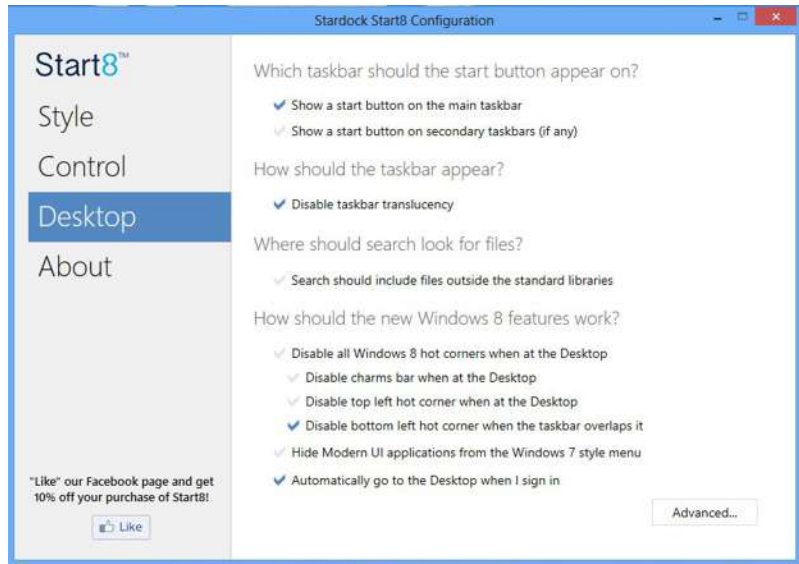 Stardock Start8 Configuration
Start8™
Style
Control
Desktop
About
"Like" our Facebook page and get
10% off your purchase of Start8!
Like
Which taskbar should the start button appear on?
Show a start button on the main taskbar
Show a start button on secondary taskbars (if any)
How should the taskbar appear?
Disable taskbar translucency
Where should search look for files?
Search should include files outside the standard libraries
How should the new Windows 8 features work?
Disable all Windows 8 hot corners when at the Desktop
Disable charms bar when at the Desktop
Disable top left hot corner when at the Desktop
Disable bottom left hot corner when the taskbar overlaps it
Hide Modern UI applications from the Windows 7 style menu
Automatically go to the Desktop when I sign in
Advanced...